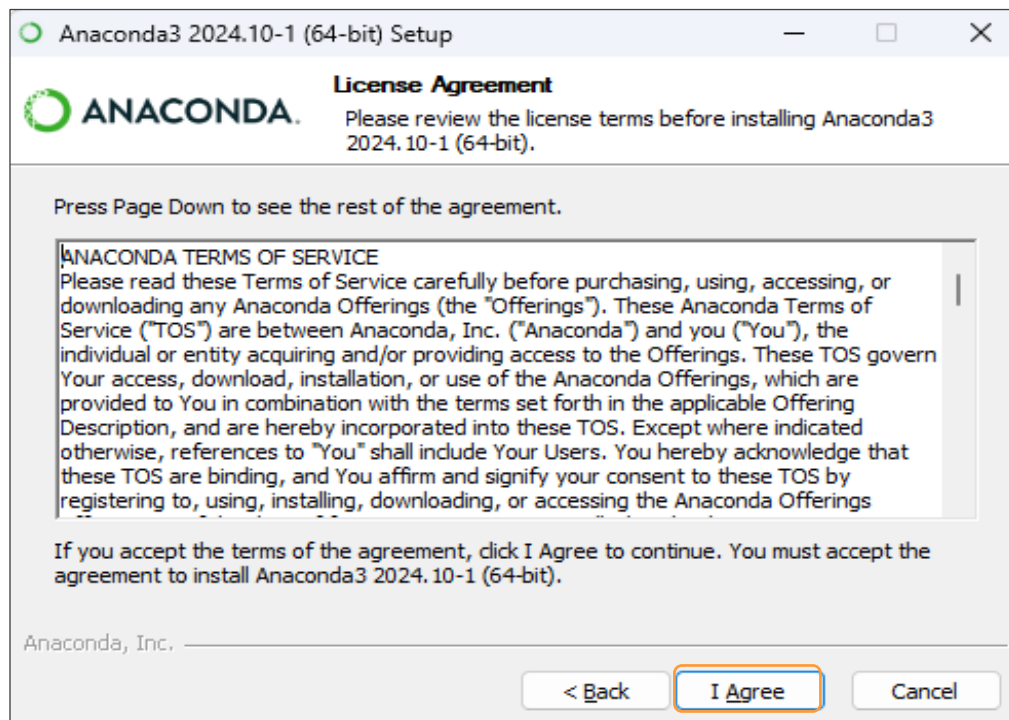 Anaconda3 2024.10-1 (64-bit) Setup
ANACONDA.
License Agreement
Please review the license terms before installing Anaconda3
2024.10-1 (64-bit).
Press Page Down to see the rest of the agreement.
ANACONDA TERMS OF SERVICE
Please read these Terms of Service carefully before purchasing, using, accessing, or
downloading any Anaconda Offerings (the "Offerings"). These Anaconda Terms of
Service ("TOS") are between Anaconda, Inc. ("Anaconda") and you ("You"), the
individual or entity acquiring and/or providing access to the Offerings. These TOS govern
Your access, download, installation, or use of the Anaconda Offerings, which are
provided to You in combination with the terms set forth in the applicable Offering
Description, and are hereby incorporated into these TOS. Except where indicated
otherwise, references to "You" shall include Your Users. You hereby acknowledge that
these TOS are binding, and You affirm and signify your consent to these TOS by
registering to, using, installing, downloading, or accessing the Anaconda Offerings
If you accept the terms of the agreement, click I Agree to continue. You must accept the
agreement to install Anaconda3 2024.10-1 (64-bit).
Anaconda, Inc.
< Back
I Agree
Cancel